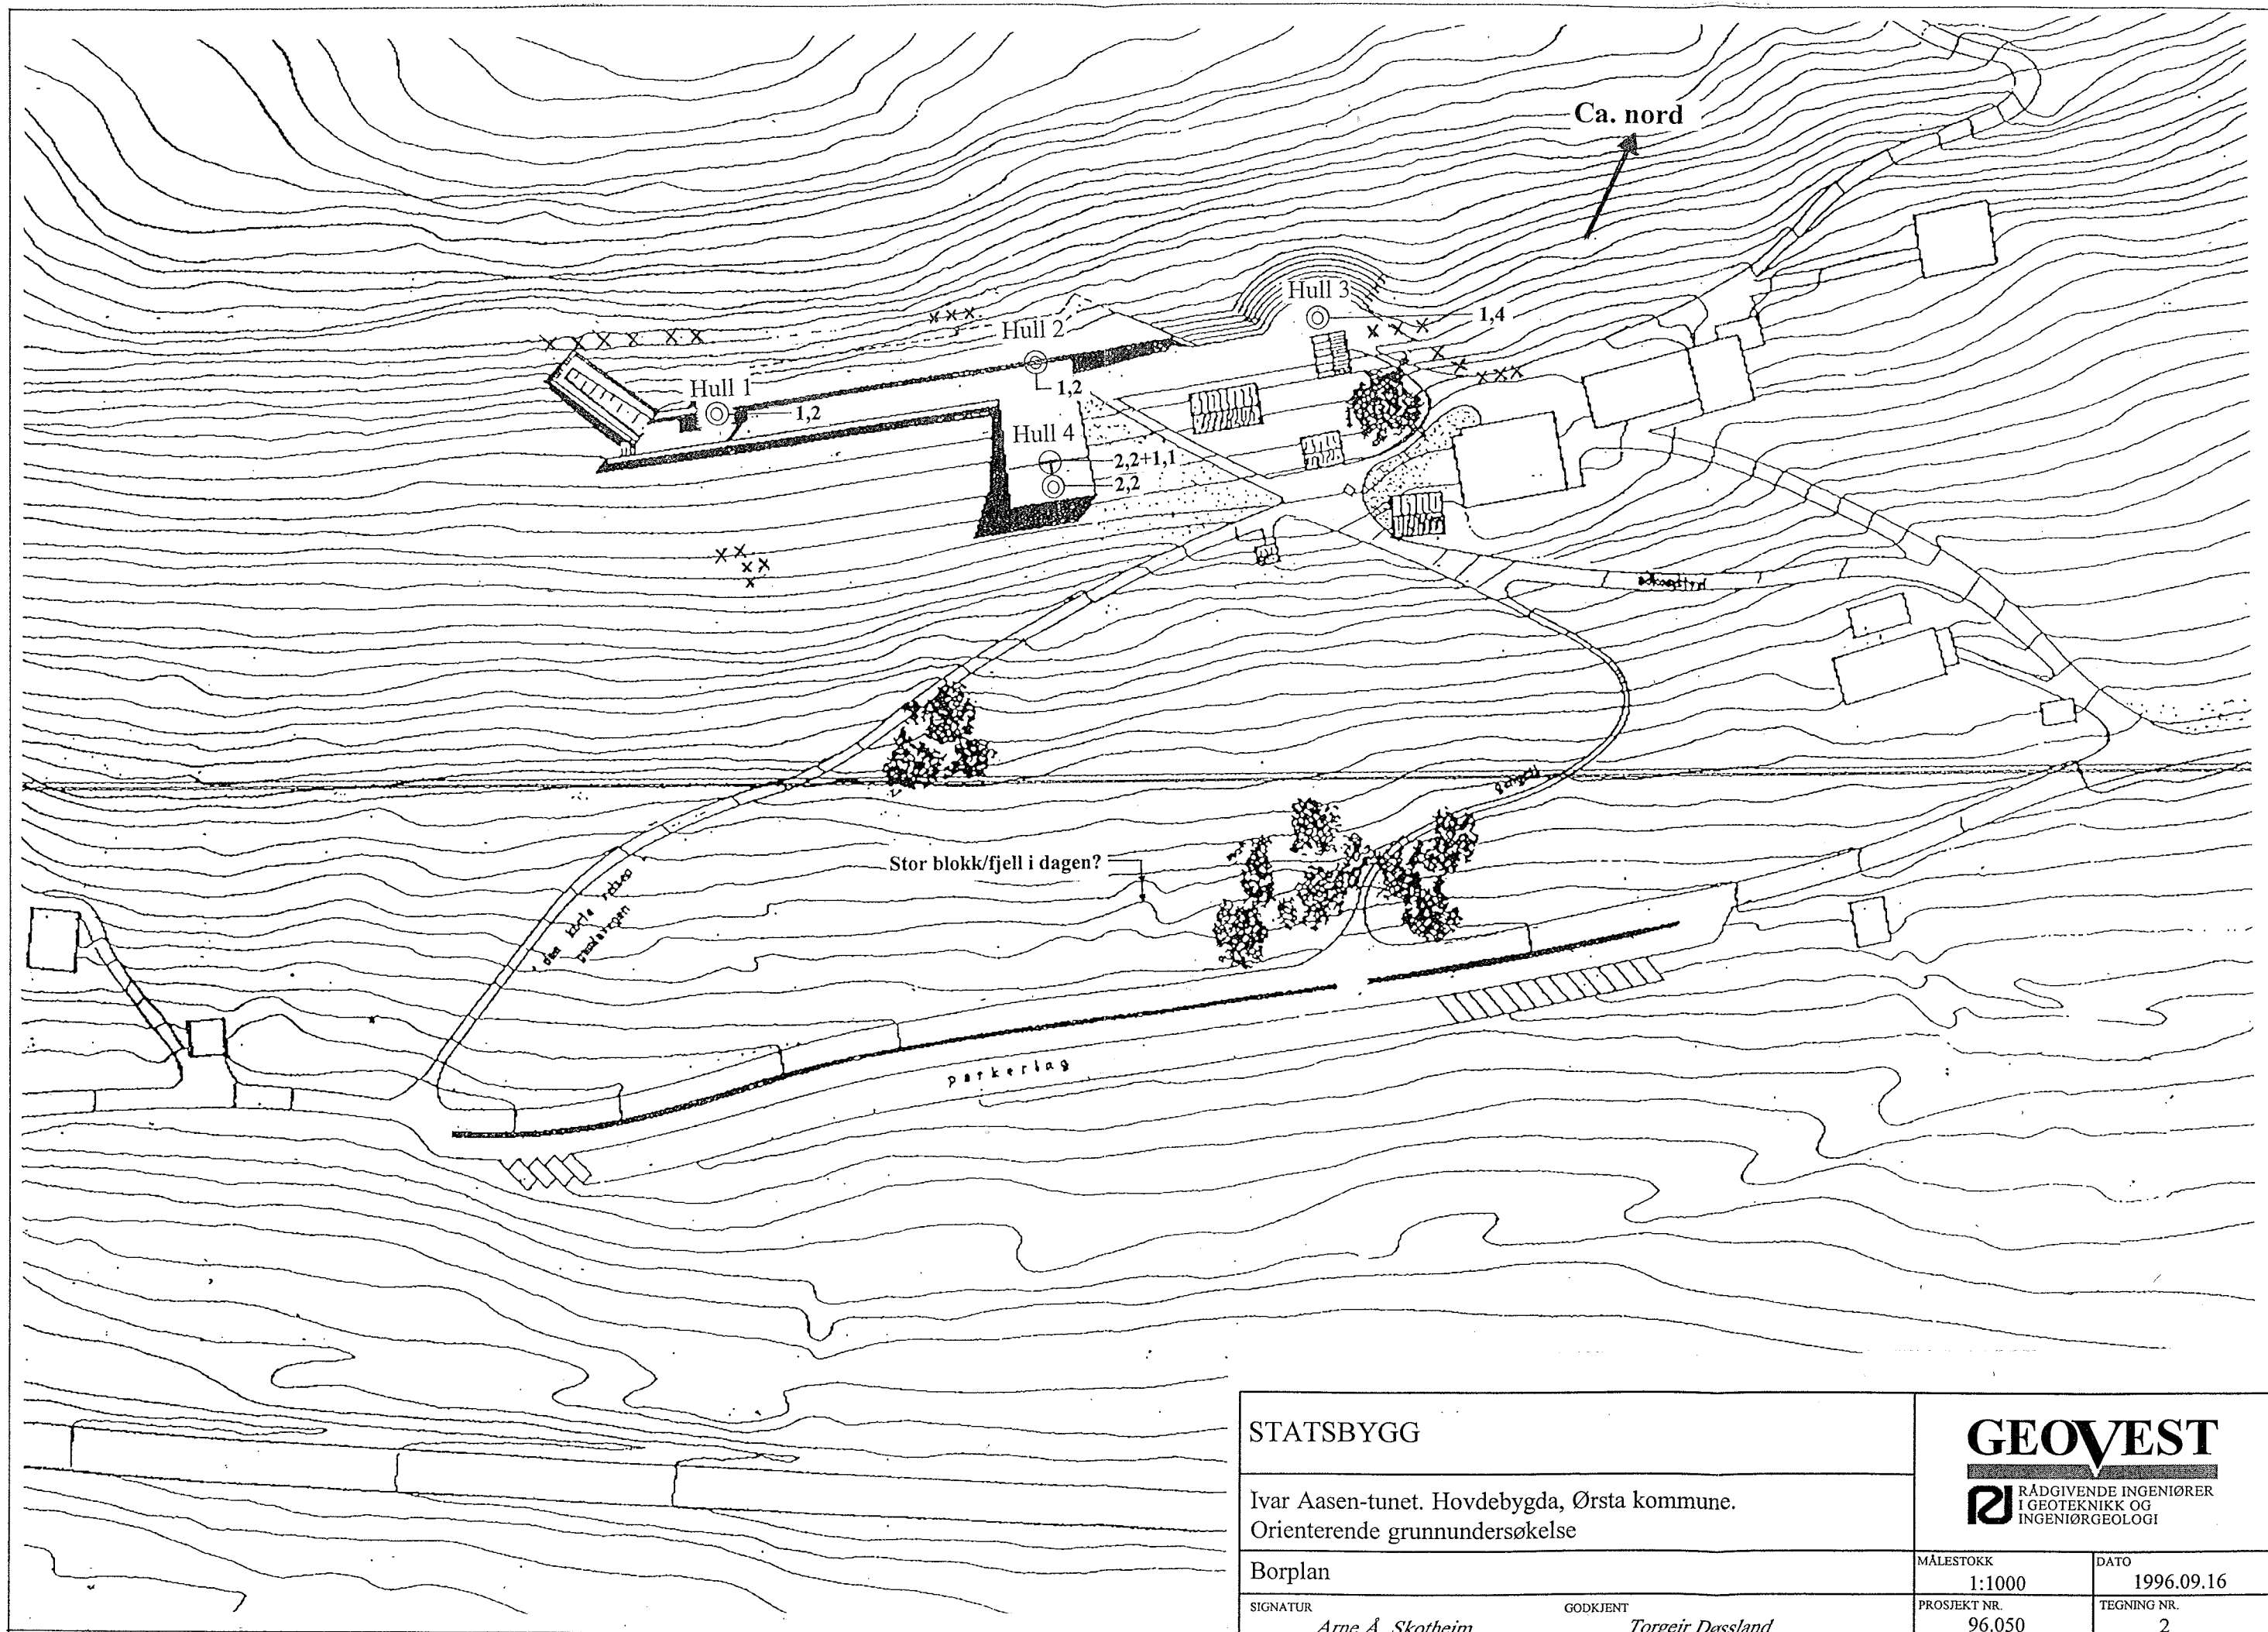 Ca. nord
Hull 3
1,4
Hull 2
1,2
Hull 1
1,2
Hull 4
2,2+1,1
2,2
Stor blokk/fjell i dagen?
parkering
STATSBYGG
Ivar Aasen-tunet. Hovdebygda, Ørsta kommune.
Orienterende grunnundersøkelse
Borplan
GEOVEST
RÅDGIVENDE INGENIØRER
I GEOTEKNIKK OG
INGENIØRGEOLOGI
MÅLESTOKK
1:1000
DATO
1996.09.16
SIGNATUR
Arne Å. Skotheim
GODKJENT
Torgeir Døssland
PROSJEKT NR.
96.050
TEGNING NR.
2